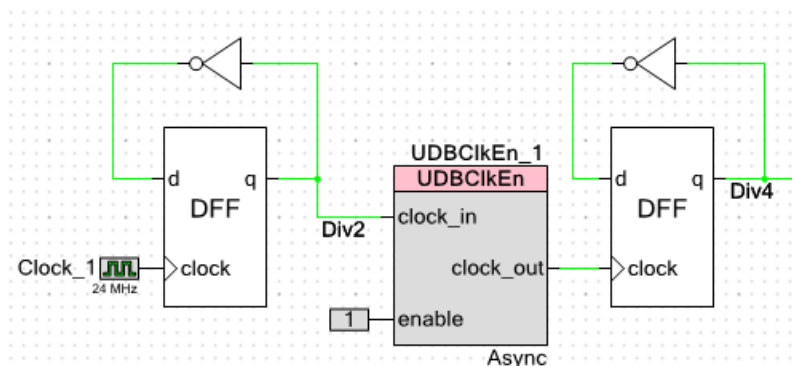 UDBClkEn_1
UDBClkEn
d
q
DFF
clock
Clock_1
24 MHz
Div2
clock_in
clock_out
enable
1
Async
d
q
DFF
clock
Div4